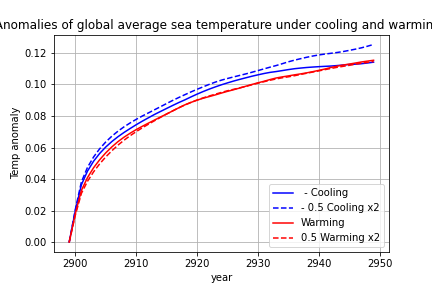 Anomalies of global average sea temperature under cooling and warmin
0.12
0.10
0.08
0.06
0.04
0.02
0.00
Temp anomaly
- Cooling
- 0.5 Cooling x2
Warming
0.5 Warming x2
2900 2910 2920 2930 2940 2950
year